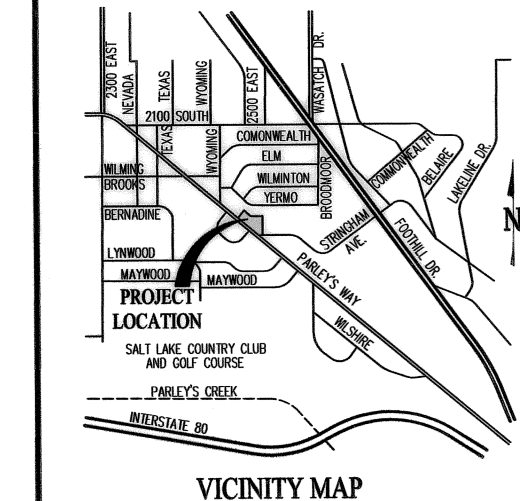 2300 EAST
NEVADA
TEXAS
WYOMING
2500 EAST
WASATCH DR.
2100 SOUTH
TEXAS
WYOMING
COMONWEALTH
ELM
WILMINTON
YERMO
BROODMOOR
COMMONWEALTH
BELAIRE
LAKELINE DR.
WILMING
BROOKS
BERNADINE
STRINGHAM
AVE.
FOOTHILL DR.
N
LYNWOOD
MAYWOOD
MAYWOOD
PARLEY'S WAY
PROJECT
LOCATION
WILSHIRE
SALT LAKE COUNTRY CLUB
AND GOLF COURSE
PARLEY'S CREEK
INTERSTATE 80
VICINITY MAP